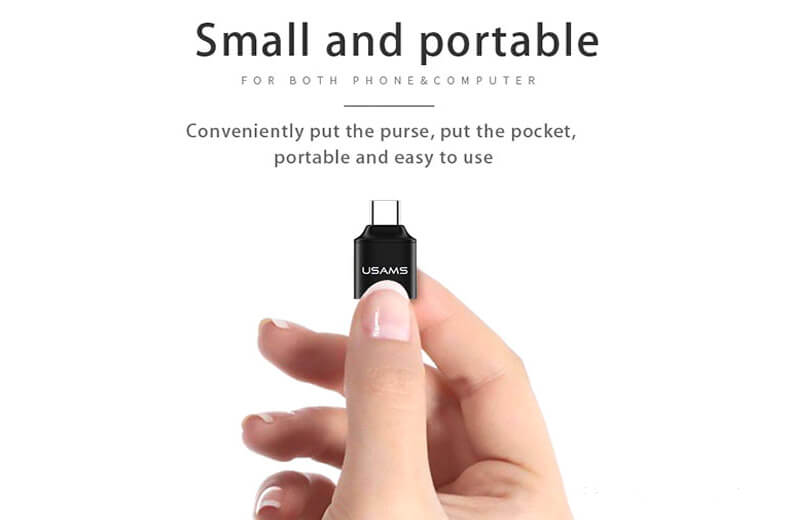 Small and portable
FOR BOTH PHONE&COMPUTER
Conveniently put the purse, put the pocket,
portable and easy to use
USAMS